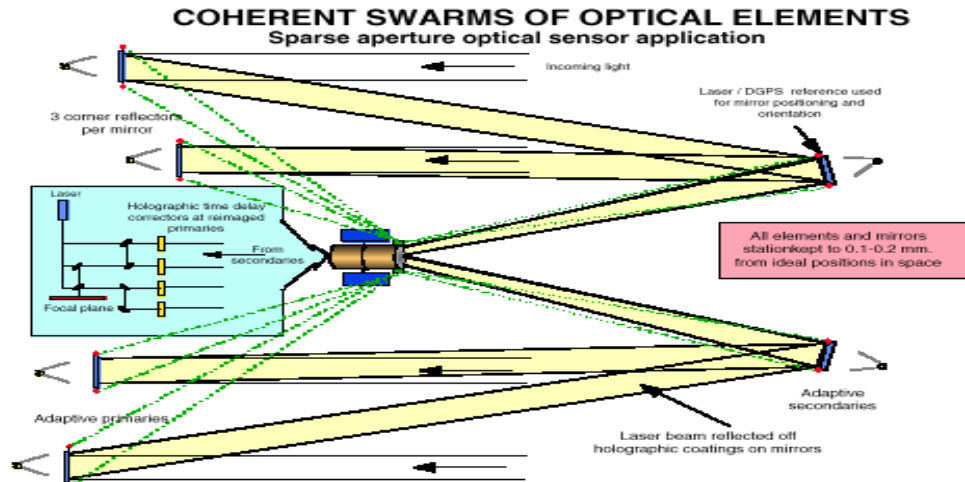 COHERENT SWARMS OF OPTICAL ELEMENTS
Sparse aperture optical sensor application
Incoming light
Laser / DGPS reference used
for mirror positioning and
orientation
3 corner reflectors
per mirror
Laser
Holographic time delay
correctors at reimaged
primaries
From
secondaries
Focal plane
All elements and mirrors
stationkept to 0.1-0.2 mm.
from ideal positions in space
Adaptive primaries
Adaptive
secondaries
Laser beam reflected off
holographic coatings on mirrors